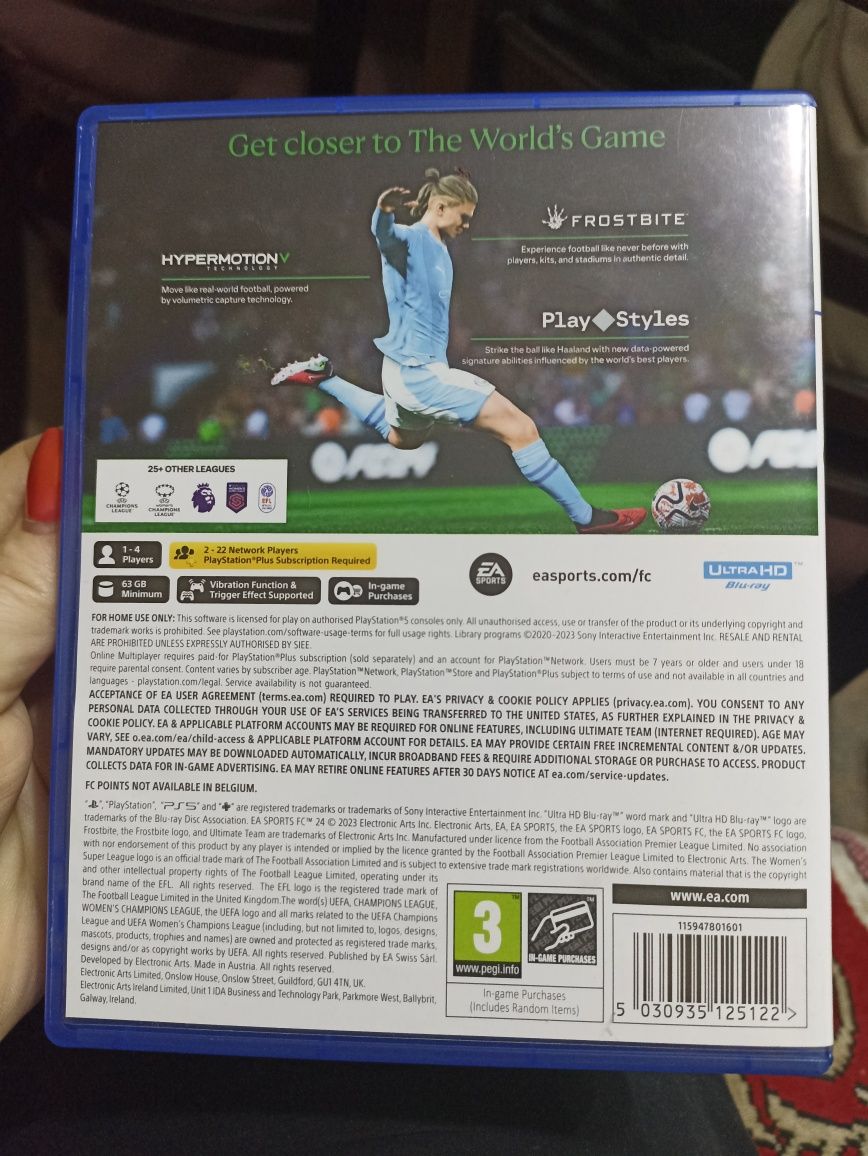 Get closer to The World's Game
HYPERMOTION V
TECHNOLOGY
Move like real-world football, powered
by volumetric capture technology.
FROSTBITE
Experience football like never before with
players, kits, and stadiums in authentic detail.
Play Styles
Strike the ball like Haaland with new data-powered
signature abilities influenced by the world's best players.
25+ OTHER LEAGUES
CHAMPIONS
LEAGUE
WOMEN'S
CHAMPIONS
LEAGUE
EFL
1 - 4
Players
2 - 22 Network Players
PlayStation®Plus Subscription Required
63 GB
Minimum
Vibration Function &
Trigger Effect Supported
In-game
Purchases
EA
SPORTS
easports.com/fc
ULTRA HD™
Blu-ray
FOR HOME USE ONLY: This software is licensed for play on authorised PlayStation®5 consoles only. All unauthorised access, use or transfer of the product or its underlying copyright and
trademark works is prohibited. See playstation.com/software-usage-terms for full usage rights. Library programs ©2020-2023 Sony Interactive Entertainment Inc. RESALE AND RENTAL
ARE PROHIBITED UNLESS EXPRESSLY AUTHORISED BY SIEE.
Online Multiplayer requires paid-for PlayStation®Plus subscription (sold separately) and an account for PlayStation™Network. Users must be 7 years or older and users under 18
require parental consent. Content varies by subscriber age. PlayStation™Network, PlayStation™Store and PlayStation®Plus subject to terms of use and not available in all countries and
languages - playstation.com/legal. Service availability is not guaranteed.
ACCEPTANCE OF EA USER AGREEMENT (terms.ea.com) REQUIRED TO PLAY. EA'S PRIVACY & COOKIE POLICY APPLIES (privacy.ea.com). YOU CONSENT TO ANY
PERSONAL DATA COLLECTED THROUGH YOUR USE OF EA'S SERVICES BEING TRANSFERRED TO THE UNITED STATES, AS FURTHER EXPLAINED IN THE PRIVACY &
COOKIE POLICY. EA & APPLICABLE PLATFORM ACCOUNTS MAY BE REQUIRED FOR ONLINE FEATURES, INCLUDING ULTIMATE TEAM (INTERNET REQUIRED). AGE MAY
VARY, SEE o.ea.com/ea/child-access & APPLICABLE PLATFORM ACCOUNT FOR DETAILS. EA MAY PROVIDE CERTAIN FREE INCREMENTAL CONTENT &/OR UPDATES.
MANDATORY UPDATES MAY BE DOWNLOADED AUTOMATICALLY, INCUR BROADBAND FEES & REQUIRE ADDITIONAL STORAGE OR PURCHASE TO ACCESS. PRODUCT
COLLECTS DATA FOR IN-GAME ADVERTISING. EA MAY RETIRE ONLINE FEATURES AFTER 30 DAYS NOTICE AT ea.com/service-updates.
FC POINTS NOT AVAILABLE IN BELGIUM.
"", "PlayStation", "PS5" and "" are registered trademarks or trademarks of Sony Interactive Entertainment Inc. "Ultra HD Blu-ray™" word mark and "Ultra HD Blu-ray™" logo are
trademarks of the Blu-ray Disc Association. EA SPORTS FC™ 24 © 2023 Electronic Arts Inc. Electronic Arts, EA, EA SPORTS, the EA SPORTS logo, EA SPORTS FC, the EA SPORTS FC logo,
Frostbite, the Frostbite logo, and Ultimate Team are trademarks of Electronic Arts Inc. Manufactured under licence from the Football Association Premier League Limited. No association
with nor endorsement of this product by any player is intended or implied by the licence granted by the Football Association Premier League Limited to Electronic Arts. The Women's
Super League logo is an official trade mark of The Football Association Limited and is subject to extensive trade mark registrations worldwide. Also contains material that is the copyright
and other intellectual property rights of The Football League Limited, operating under its
brand name of the EFL. All rights reserved. The EFL logo is the registered trade mark of
The Football League Limited in the United Kingdom.The word(s) UEFA, CHAMPIONS LEAGUE,
WOMEN'S CHAMPIONS LEAGUE, the UEFA logo and all marks related to the UEFA Champions
League and UEFA Women's Champions League (including, but not limited to, logos, designs,
mascots, products, trophies and names) are owned and protected as registered trade marks,
designs and/or as copyright works by UEFA. All rights reserved. Published by EA Swiss Sàrl.
Developed by Electronic Arts. Made in Austria. All rights reserved.
Electronic Arts Limited, Onslow House, Onslow Street, Guildford, GU1 4TN, UK.
Electronic Arts Ireland Limited, Unit 1 IDA Business and Technology Park, Parkmore West, Ballybrit,
Galway, Ireland.
3
www.pegi.info
IN-GAME PURCHASES
In-game Purchases
(Includes Random Items)
www.ea.com
115947801601
5 030935 125122 >